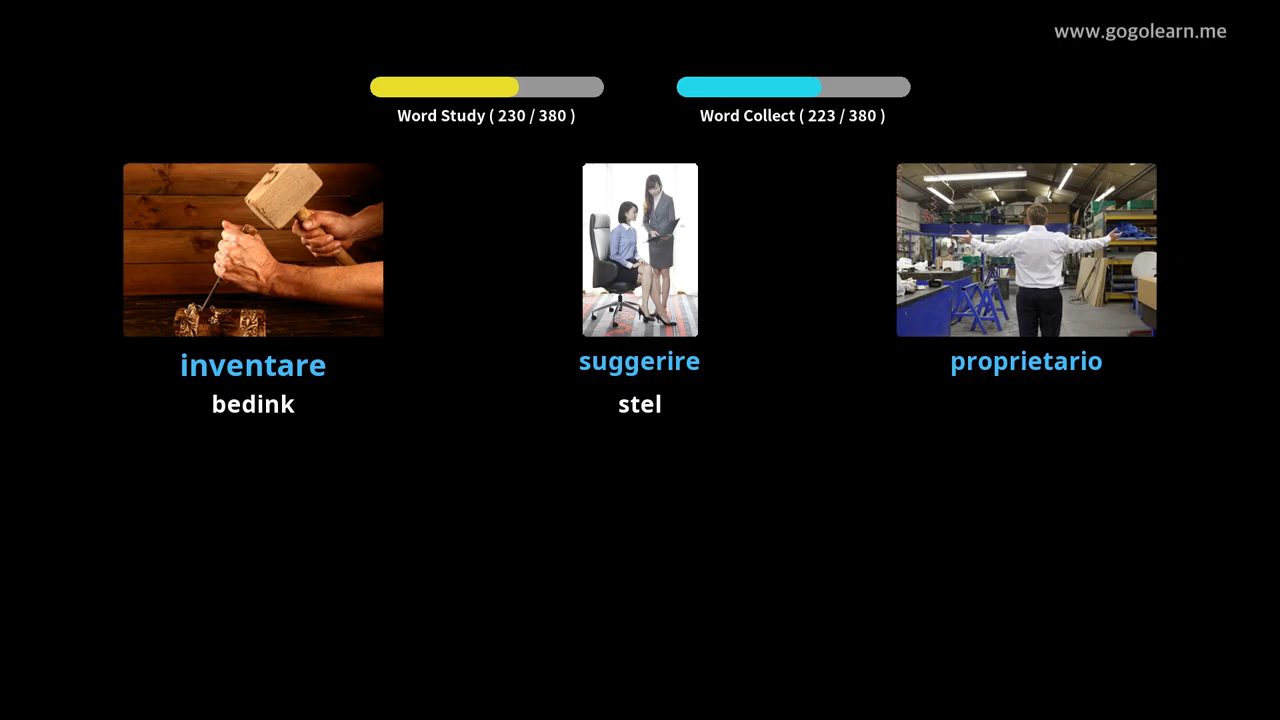 www.gogolearn.me
Word Study ( 230 / 380 )
Word Collect ( 223 / 380 )
inventare
suggerire
proprietario
bedink
stel